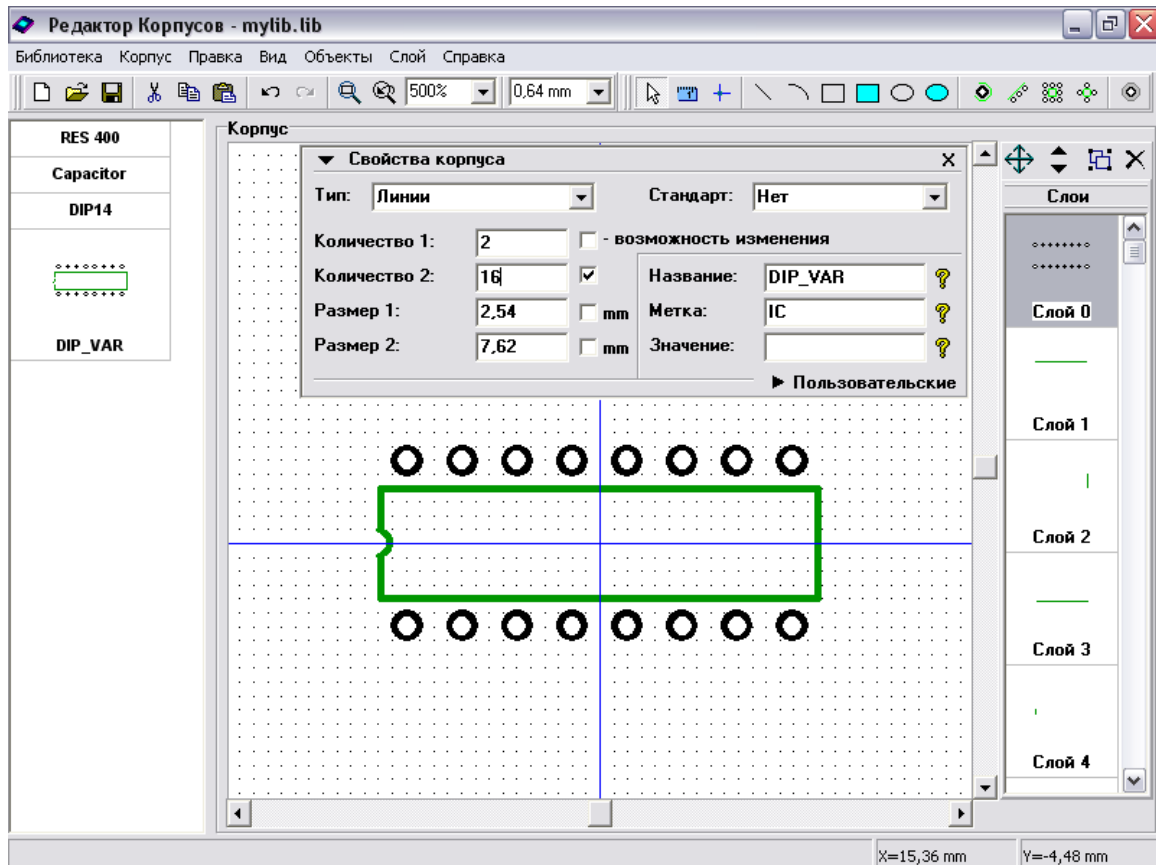 Редактор Корпусов - mylib.lib
Библиотека Корпус Правка Вид Объекты Слой Справка
500% 0,64 mm
RES 400
Capacitor
DIP14
DIP_VAR
Корпус
Свойства корпуса X
Тип: Линии Стандарт: Нет
Количество 1: 2 - возможность изменения
Количество 2: 16 Название: DIP_VAR
Размер 1: 2,54 mm Метка: IC
Размер 2: 7,62 mm Значение:
Пользовательские
Слои
Слой 0
Слой 1
Слой 2
Слой 3
Слой 4
X=15,36 mm Y=-4,48 mm